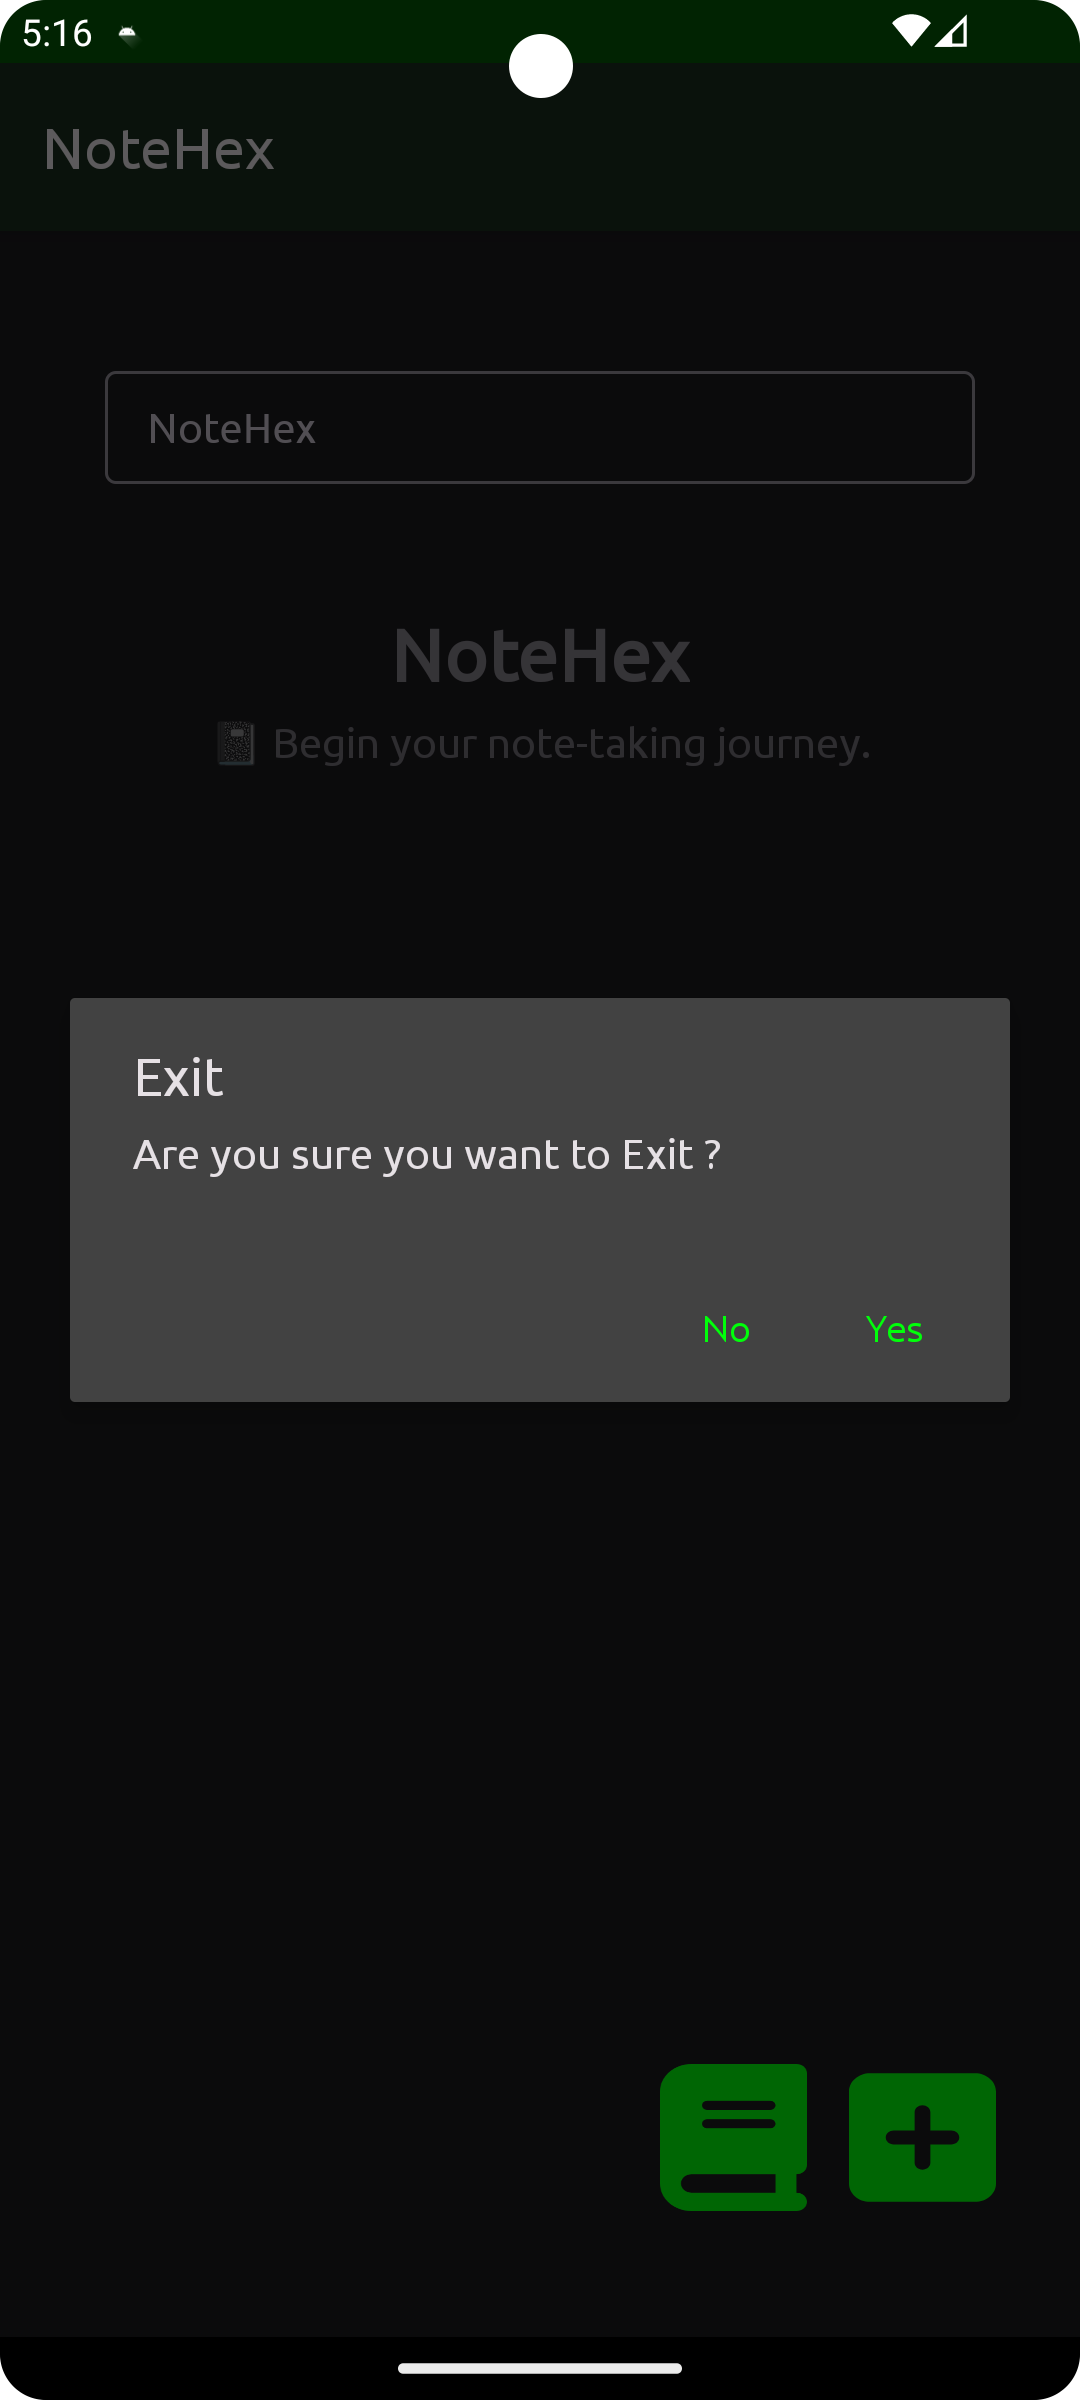 5:16
NoteHex
NoteHex
NoteHex
📓 Begin your note-taking journey.
Exit
Are you sure you want to Exit ?
No Yes